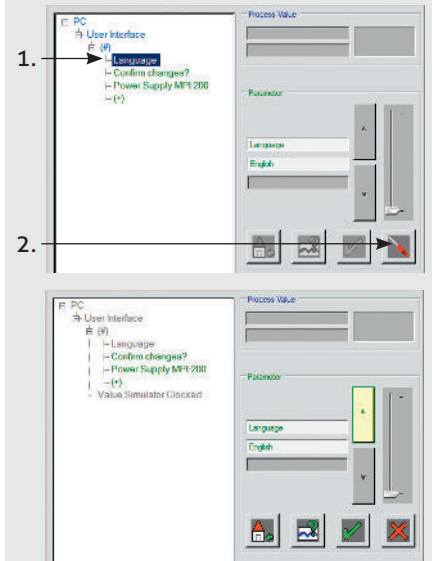 PC
User Interface
(#)
1.
Language
Confirm changes?
Power Supply MPI 200
(+)
Process Value
Parameter
Language
English
2.
PC
User Interface
(#)
Language
Confirm changes?
Power Supply MPI 200
(+)
Value Simulator Clocked
Process Value
Parameter
Language
English